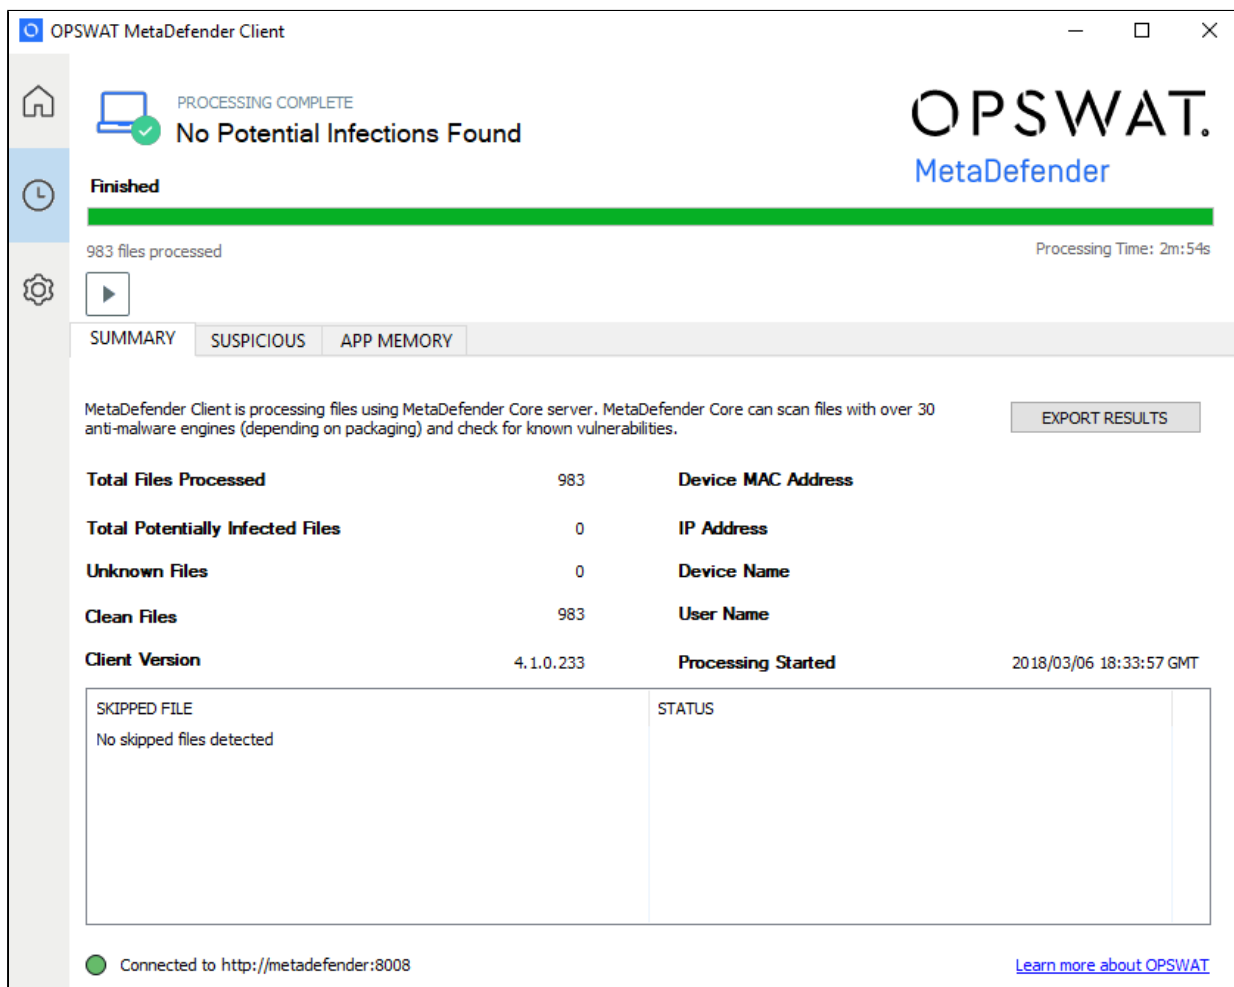 OPSWAT MetaDefender Client
PROCESSING COMPLETE
No Potential Infections Found
OPSWAT.
MetaDefender
Finished
983 files processed
Processing Time: 2m:54s
SUMMARY
SUSPICIOUS
APP MEMORY
MetaDefender Client is processing files using MetaDefender Core server. MetaDefender Core can scan files with over 30
anti-malware engines (depending on packaging) and check for known vulnerabilities.
EXPORT RESULTS
Total Files Processed 983
Device MAC Address
Total Potentially Infected Files 0
IP Address
Unknown Files 0
Device Name
Clean Files 983
User Name
Client Version 4.1.0.233
Processing Started 2018/03/06 18:33:57 GMT
SKIPPED FILE
STATUS
No skipped files detected
Connected to http://metadefender:8008
Learn more about OPSWAT